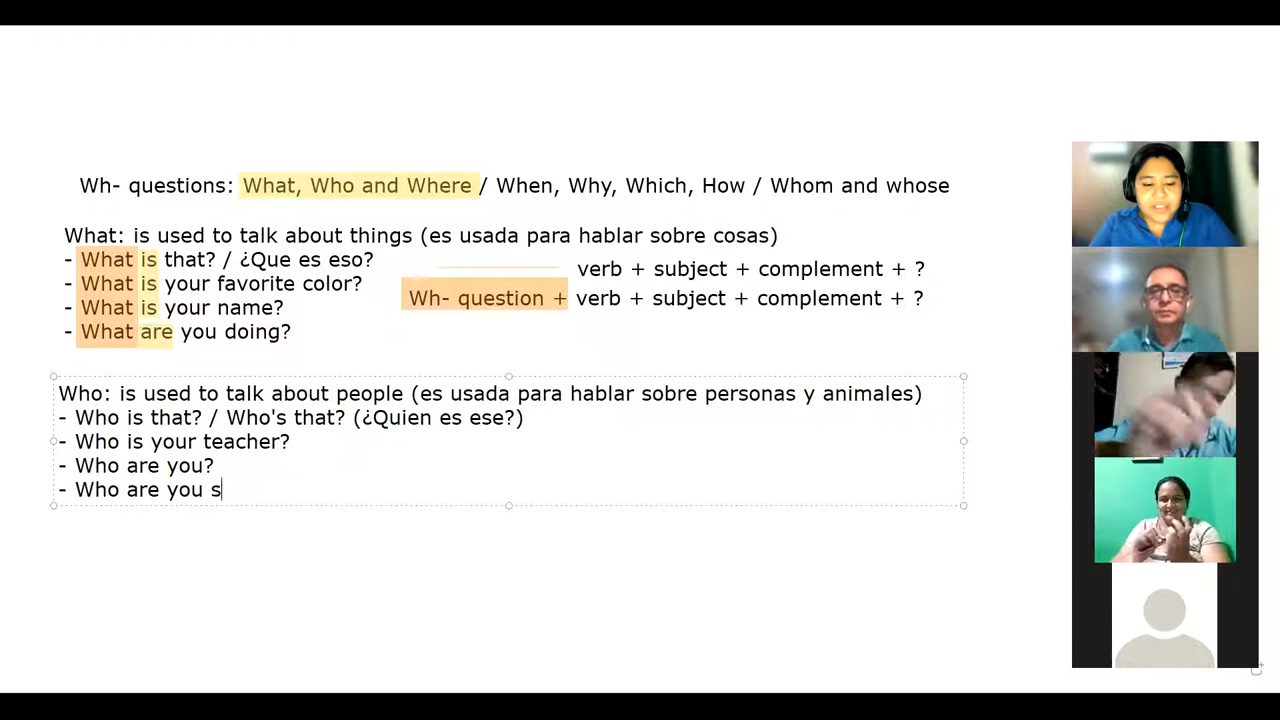 Wh- questions: What, Who and Where / When, Why, Which, How / Whom and whose
What: is used to talk about things (es usada para hablar sobre cosas)
- What is that? / ¿Que es eso?
- What is your favorite color?
- What is your name?
- What are you doing?
verb + subject + complement + ?
Wh- question + verb + subject + complement + ?
Who: is used to talk about people (es usada para hablar sobre personas y animales)
- Who is that? / Who's that? (¿Quien es ese?)
- Who is your teacher?
- Who are you?
- Who are you s